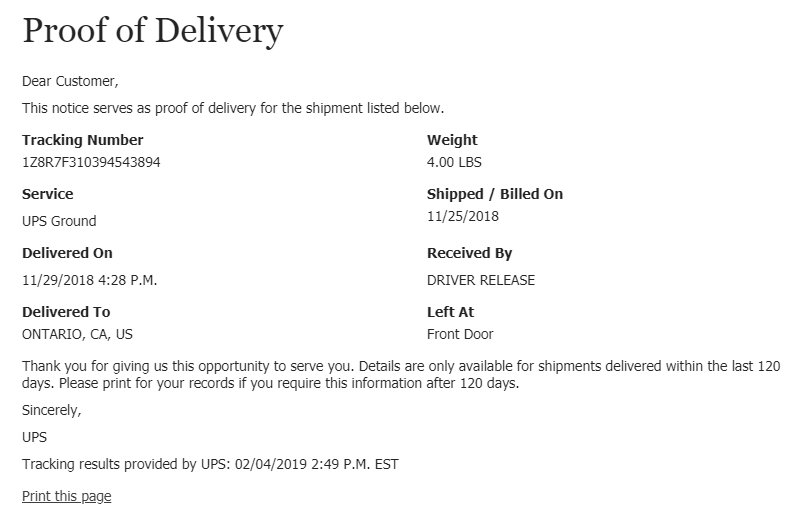 Proof of Delivery
Dear Customer,
This notice serves as proof of delivery for the shipment listed below.
Tracking Number
1Z8R7F310394543894
Weight
4.00 LBS
Service
UPS Ground
Shipped / Billed On
11/25/2018
Delivered On
11/29/2018 4:28 P.M.
Received By
DRIVER RELEASE
Delivered To
ONTARIO, CA, US
Left At
Front Door
Thank you for giving us this opportunity to serve you. Details are only available for shipments delivered within the last 120
days. Please print for your records if you require this information after 120 days.
Sincerely,
UPS
Tracking results provided by UPS: 02/04/2019 2:49 P.M. EST
Print this page